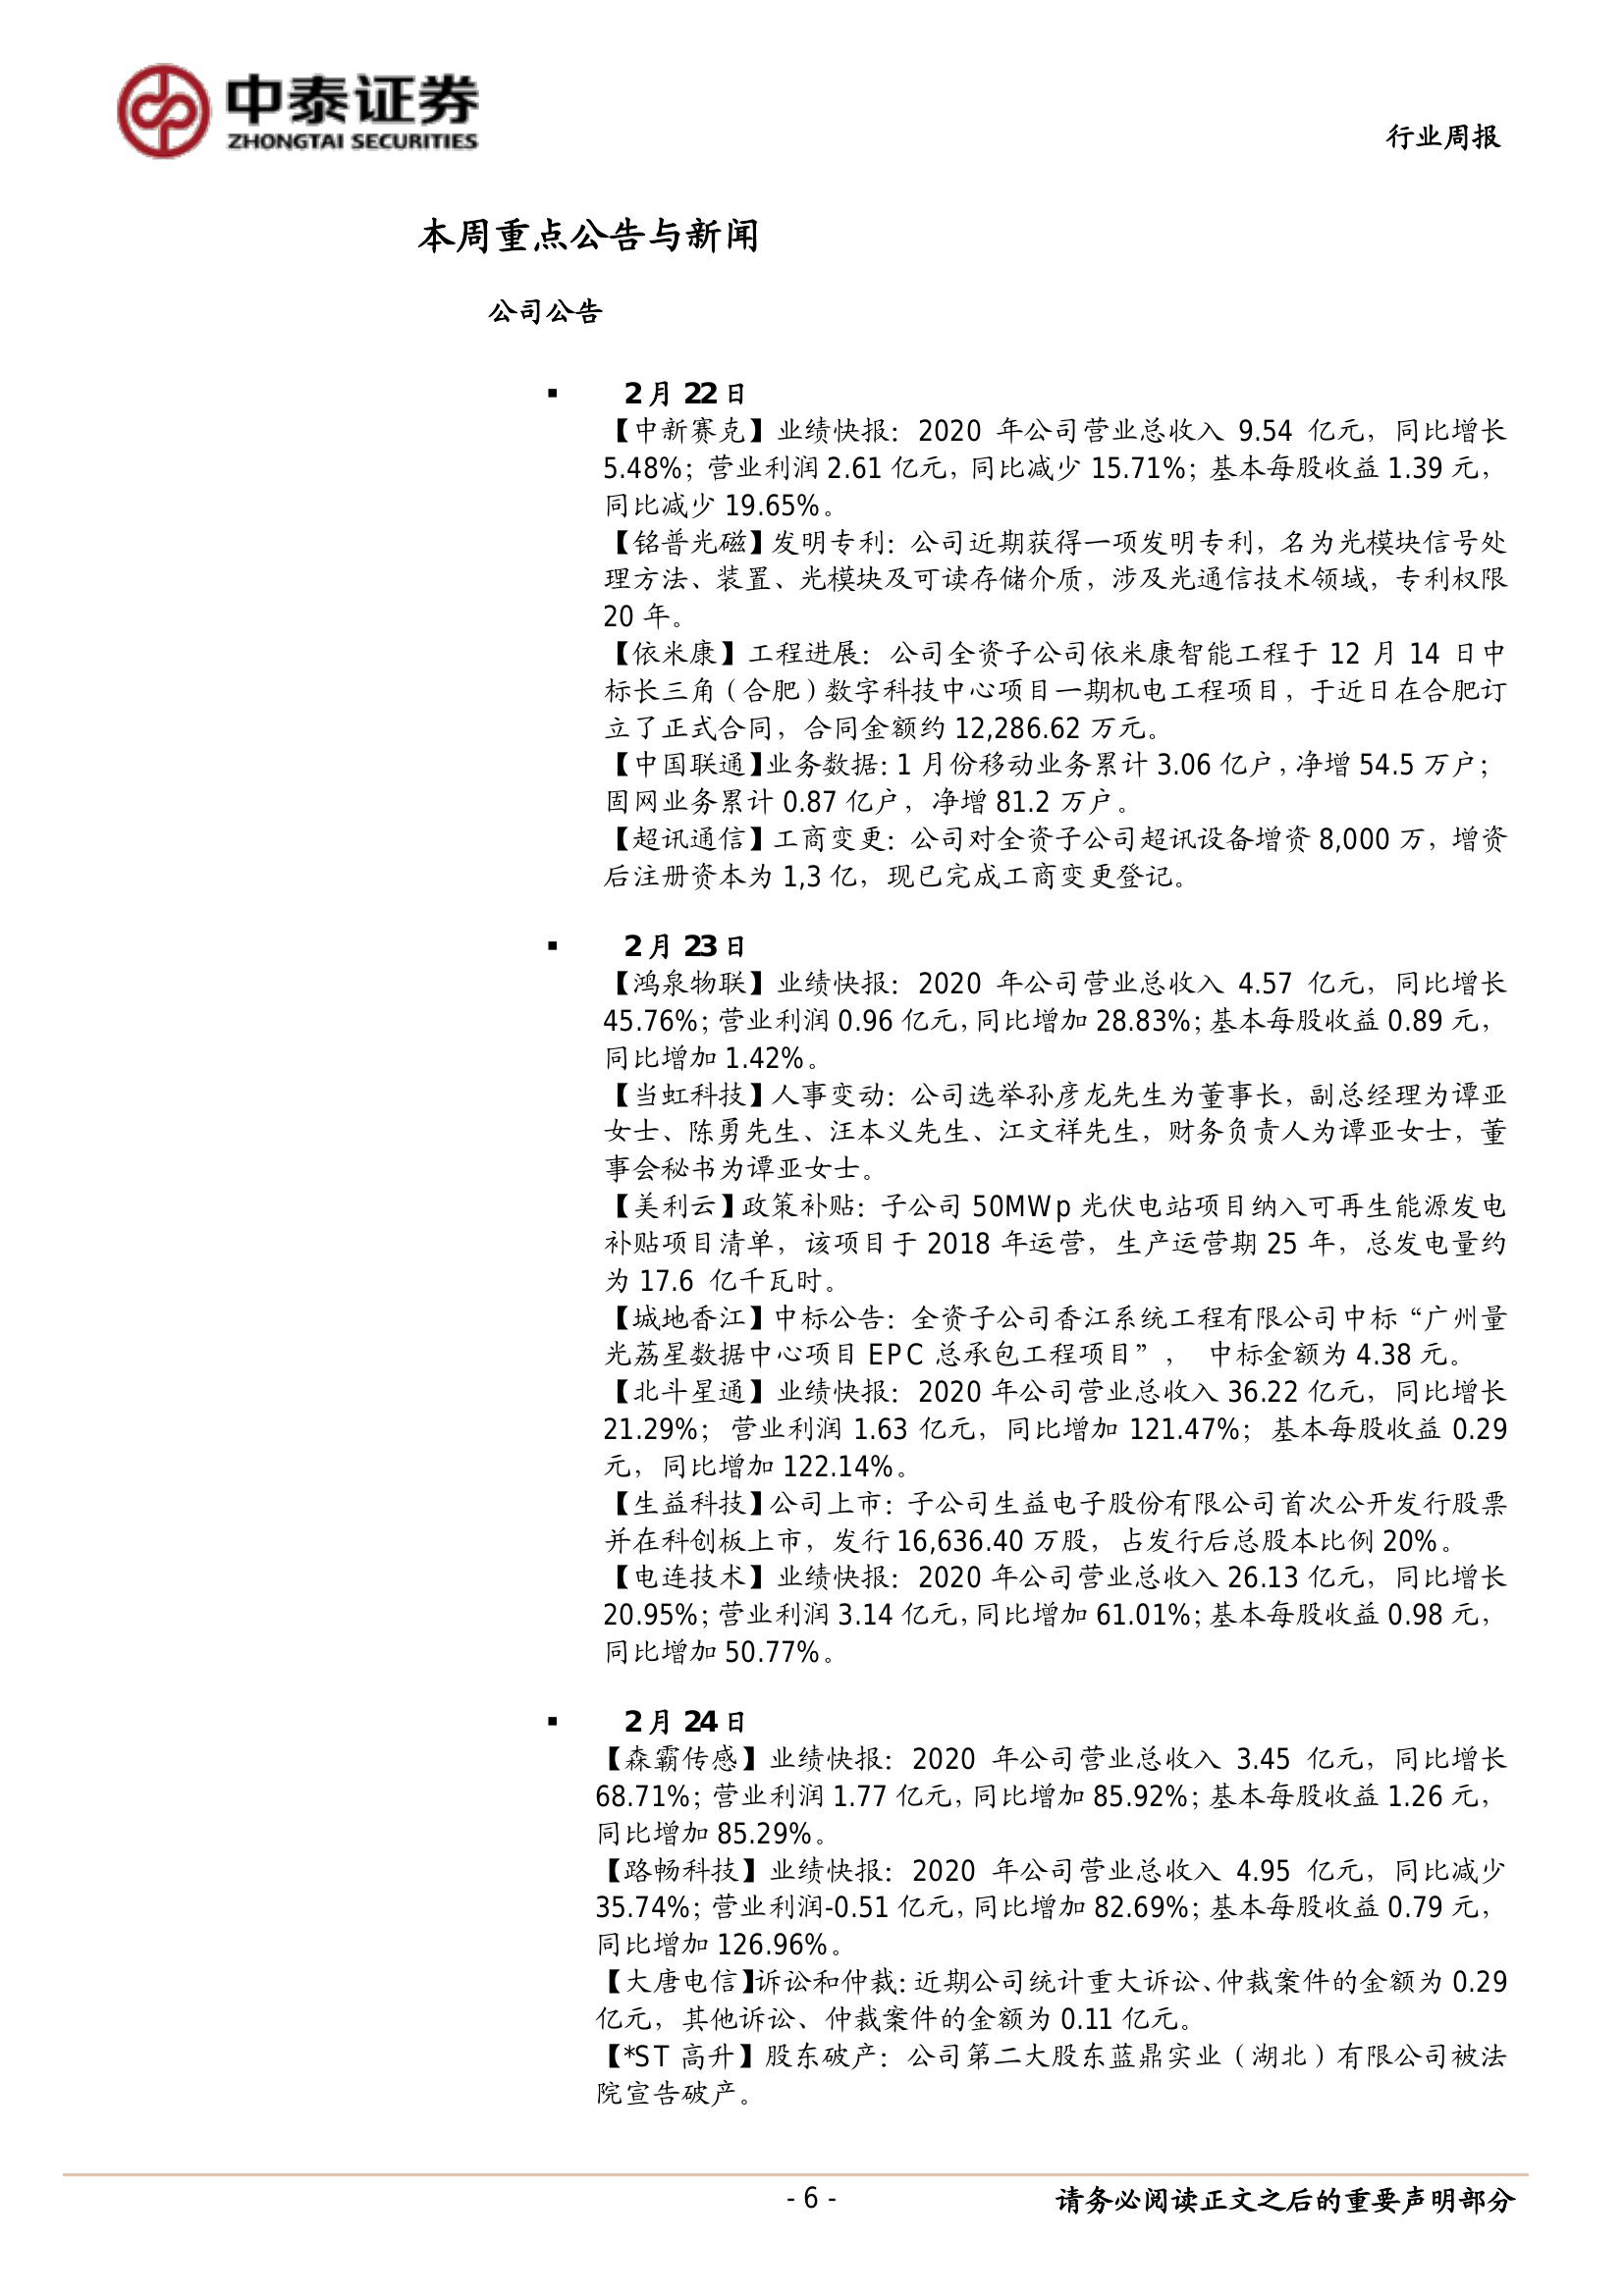 中泰证券
ZHONGTAI SECURITIES
行业周报
本周重点公告与新闻
公司公告
▪ 2月22日
【中新赛克】业绩快报：2020 年公司营业总收入 9.54 亿元，同比增长
5.48%；营业利润 2.61 亿元，同比减少 15.71%；基本每股收益 1.39 元，
同比减少 19.65%。
【铭普光磁】发明专利：公司近期获得一项发明专利，名为光模块信号处
理方法、装置、光模块及可读存储介质，涉及光通信技术领域，专利权限
20 年。
【依米康】工程进展：公司全资子公司依米康智能工程于 12 月 14 日中
标长三角（合肥）数字科技中心项目一期机电工程项目，于近日在合肥订
立了正式合同，合同金额约 12,286.62 万元。
【中国联通】业务数据：1 月份移动业务累计 3.06 亿户，净增 54.5 万户；
固网业务累计 0.87 亿户，净增 81.2 万户。
【超讯通信】工商变更：公司对全资子公司超讯设备增资 8,000 万，增资
后注册资本为 1,3 亿，现已完成工商变更登记。
▪ 2月23日
【鸿泉物联】业绩快报：2020 年公司营业总收入 4.57 亿元，同比增长
45.76%；营业利润 0.96 亿元，同比增加 28.83%；基本每股收益 0.89 元，
同比增加 1.42%。
【当虹科技】人事变动：公司选举孙彦龙先生为董事长，副总经理为谭亚
女士、陈勇先生、汪本义先生、江文祥先生，财务负责人为谭亚女士，董
事会秘书为谭亚女士。
【美利云】政策补贴：子公司 50MWp 光伏电站项目纳入可再生能源发电
补贴项目清单，该项目于 2018 年运营，生产运营期 25 年，总发电量约
为 17.6 亿千瓦时。
【城地香江】中标公告：全资子公司香江系统工程有限公司中标“广州量
光荔星数据中心项目 EPC 总承包工程项目”， 中标金额为 4.38 元。
【北斗星通】业绩快报：2020 年公司营业总收入 36.22 亿元，同比增长
21.29%；营业利润 1.63 亿元，同比增加 121.47%；基本每股收益 0.29
元，同比增加 122.14%。
【生益科技】公司上市：子公司生益电子股份有限公司首次公开发行股票
并在科创板上市，发行 16,636.40 万股，占发行后总股本比例 20%。
【电连技术】业绩快报：2020 年公司营业总收入 26.13 亿元，同比增长
20.95%；营业利润 3.14 亿元，同比增加 61.01%；基本每股收益 0.98 元，
同比增加 50.77%。
▪ 2月24日
【森霸传感】业绩快报：2020 年公司营业总收入 3.45 亿元，同比增长
68.71%；营业利润 1.77 亿元，同比增加 85.92%；基本每股收益 1.26 元，
同比增加 85.29%。
【路畅科技】业绩快报：2020 年公司营业总收入 4.95 亿元，同比减少
35.74%；营业利润-0.51 亿元，同比增加 82.69%；基本每股收益 0.79 元，
同比增加 126.96%。
【大唐电信】诉讼和仲裁：近期公司统计重大诉讼、仲裁案件的金额为 0.29
亿元，其他诉讼、仲裁案件的金额为 0.11 亿元。
【*ST 高升】股东破产：公司第二大股东蓝鼎实业（湖北）有限公司被法
院宣告破产。
- 6 -
请务必阅读正文之后的重要声明部分